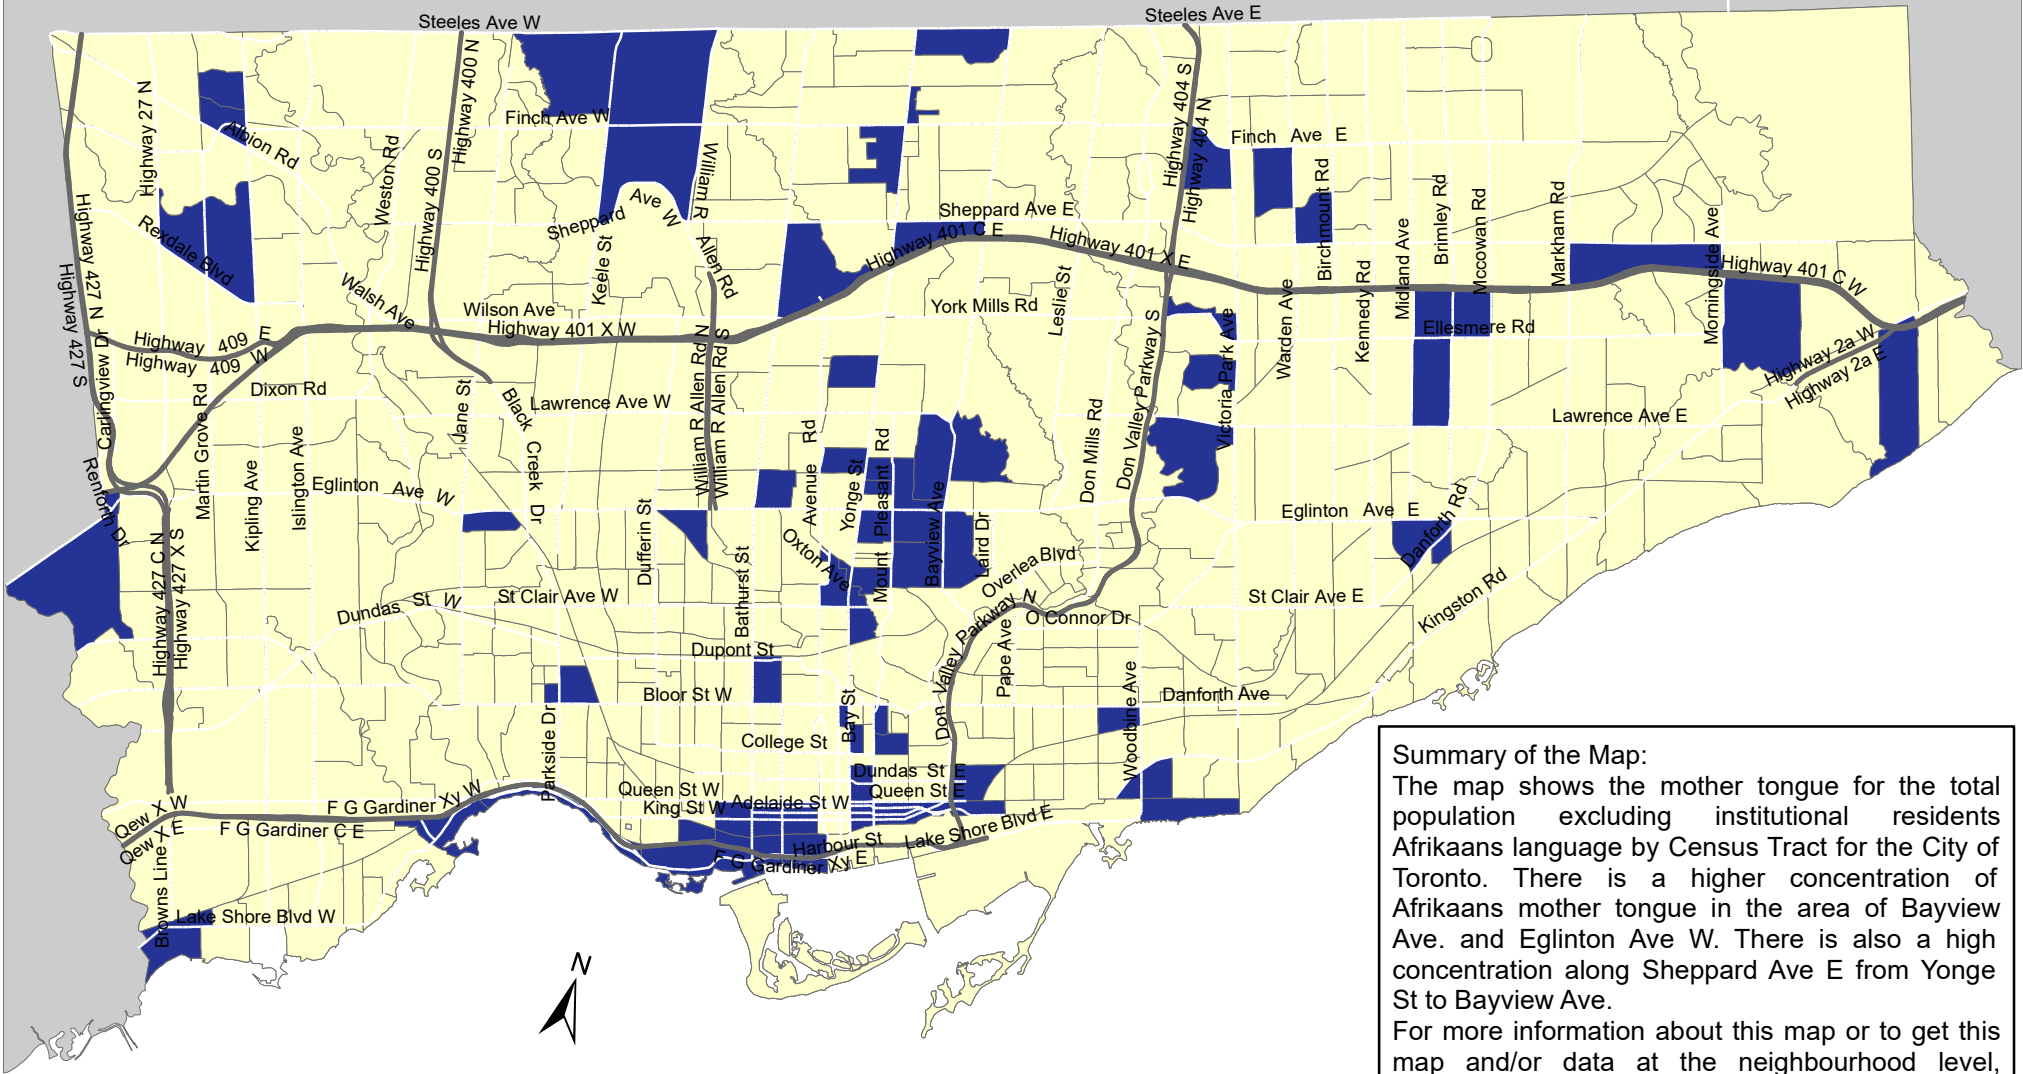 Steeles Ave W
Steeles Ave E
Highway 27 N
Albion Rd
Weston Rd
Highway 400 N
Highway 400 S
Finch Ave W
William R Allen Rd
Highway 404 S
Highway 404 N
Finch Ave E
Highway 427 N
Highway 427 S
Rexdale Blvd
Sheppard Ave W
Keele St
Sheppard Ave E
Highway 401 C E
Highway 401 X E
Birchmount Rd
Midland Ave
Brimley Rd
Mccowan Rd
Markham Rd
Morningside Ave
Highway 401 C W
Walsh Ave
Wilson Ave
Highway 401 X W
York Mills Rd
Leslie St
Warden Ave
Kennedy Rd
Ellesmere Rd
Highway 409 E
Highway 409 W
Carlingview Dr
Martin Grove Rd
Dixon Rd
Jane St
Black Creek Dr
Lawrence Ave W
William R Allen Rd N
William R Allen Rd S
Don Valley Parkway S
Victoria Park Ave
Highway 2a W
Highway 2a E
Lawrence Ave E
Renforth Dr
Kipling Ave
Islington Ave
Eglinton Ave W
Dufferin St
Avenue Rd
Yonge St
Mount Pleasant Rd
Bayview Ave
Laird Dr
Don Mills Rd
Eglinton Ave E
Danforth Rd
Highway 427 C N
Highway 427 X S
Dundas St W
St Clair Ave W
Bathurst St
Oxton Ave
Overlea Blvd
O Connor Dr
St Clair Ave E
Kingston Rd
Dupont St
Bloor St W
Don Valley Parkway N
Pape Ave
Woodbine Ave
Danforth Ave
Parkside Dr
Bay St
College St
Dundas St E
Queen St E
Queen St W
King St W
Adelaide St W
Qew X W
Qew X E
F G Gardiner Xy W
F G Gardiner C E
Harbour St
Lake Shore Blvd E
F G Gardiner Xy E
Browns Line
Lake Shore Blvd W
N
Summary of the Map:
The map shows the mother tongue for the total
population excluding institutional residents
Afrikaans language by Census Tract for the City of
Toronto. There is a higher concentration of
Afrikaans mother tongue in the area of Bayview
Ave. and Eglinton Ave W. There is also a high
concentration along Sheppard Ave E from Yonge
St to Bayview Ave.
For more information about this map or to get this
map and/or data at the neighbourhood level,